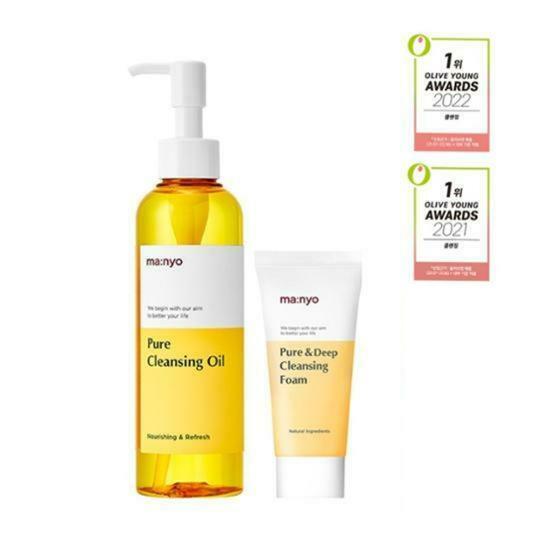 ma:nyo
We begin with our aim
to better your life
Pure
Cleansing Oil
Nourishing & Refresh
ma:nyo
We begin with our aim
to better your life
Pure & Deep
Cleansing
Foam
Natural Ingredients
1위
OLIVE YOUNG
AWARDS
2022
클렌징
1위
OLIVE YOUNG
AWARDS
2021
클렌징